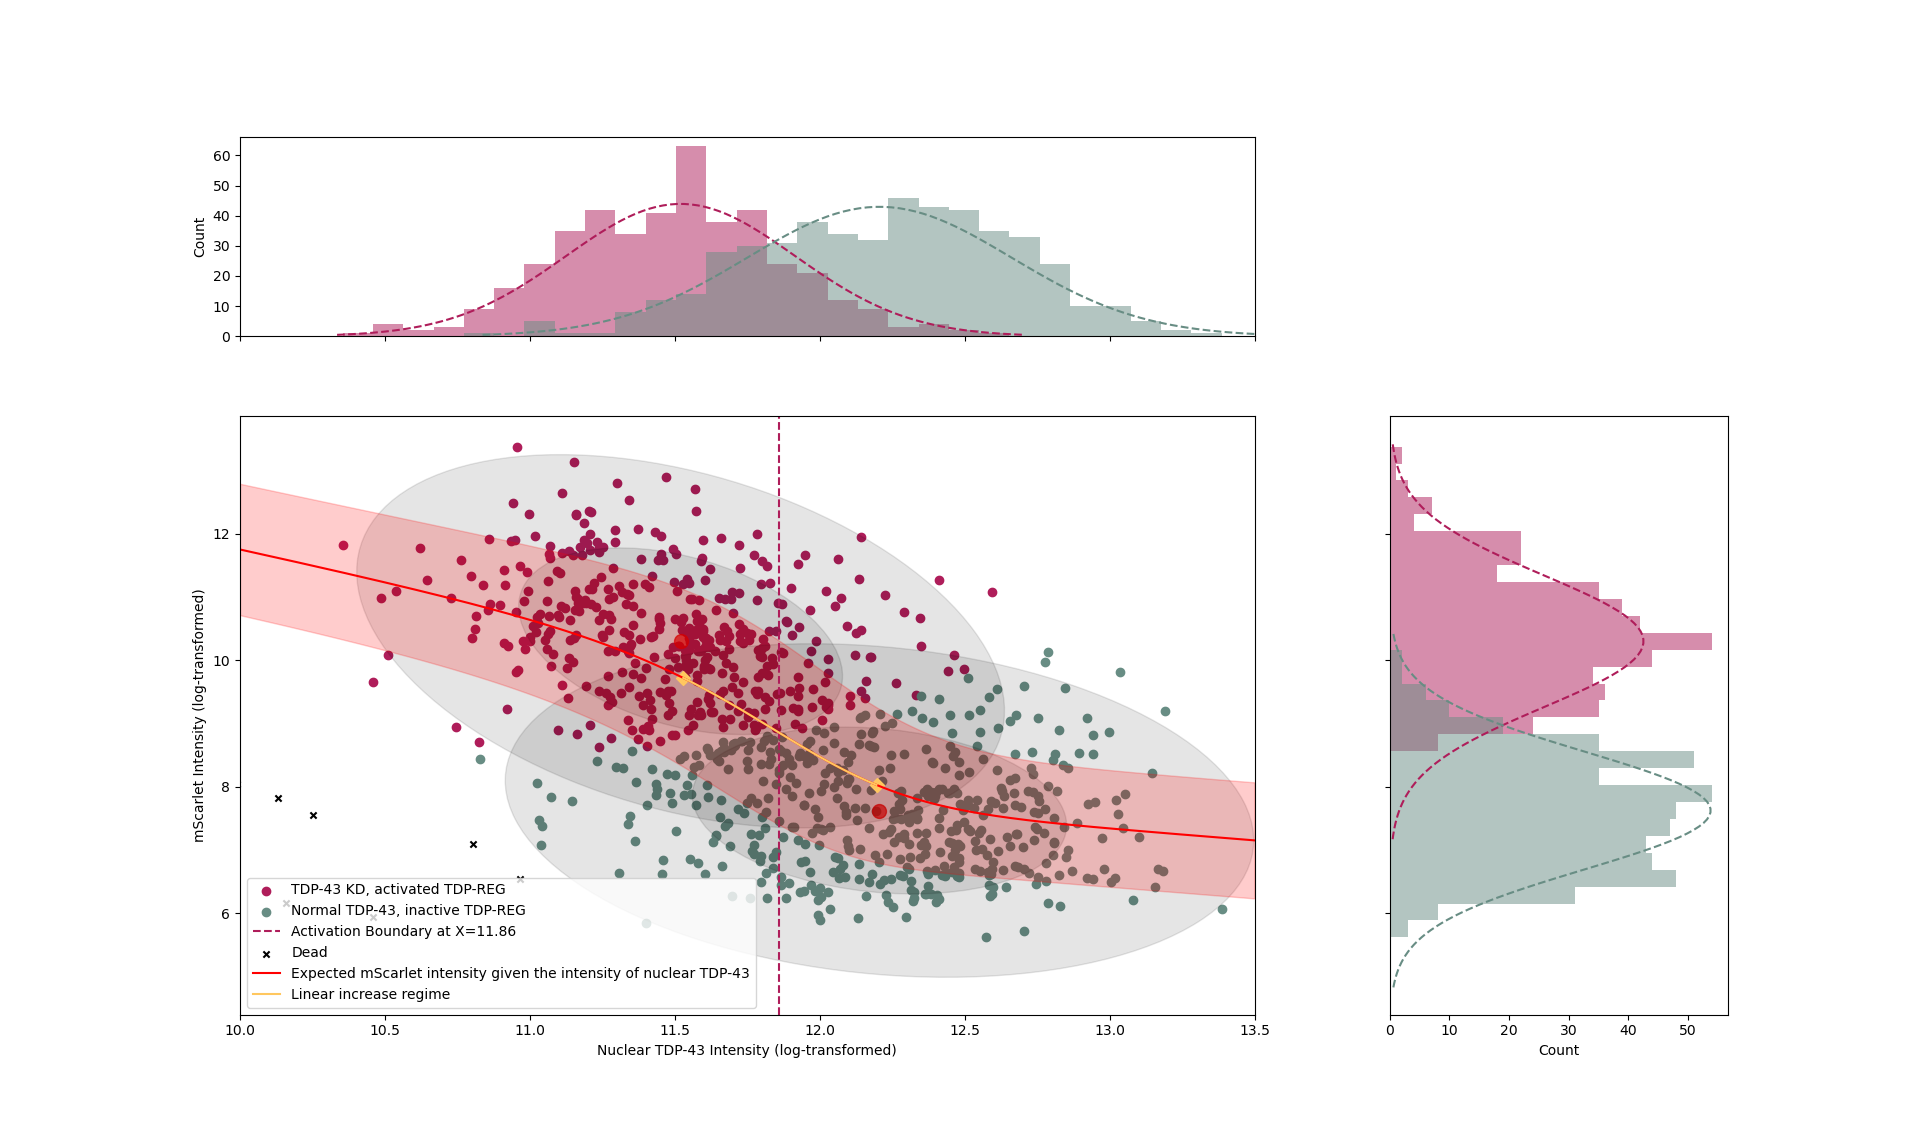 60
50
40
30
20
10
0
Count
12
10
8
6
mScarlet Intensity (log-transformed)
TDP-43 KD, activated TDP-REG
Normal TDP-43, inactive TDP-REG
Activation Boundary at X=11.86
Dead
Expected mScarlet intensity given the intensity of nuclear TDP-43
Linear increase regime
10.0 10.5 11.0 11.5 12.0 12.5 13.0 13.5
Nuclear TDP-43 Intensity (log-transformed)
0 10 20 30 40 50
Count